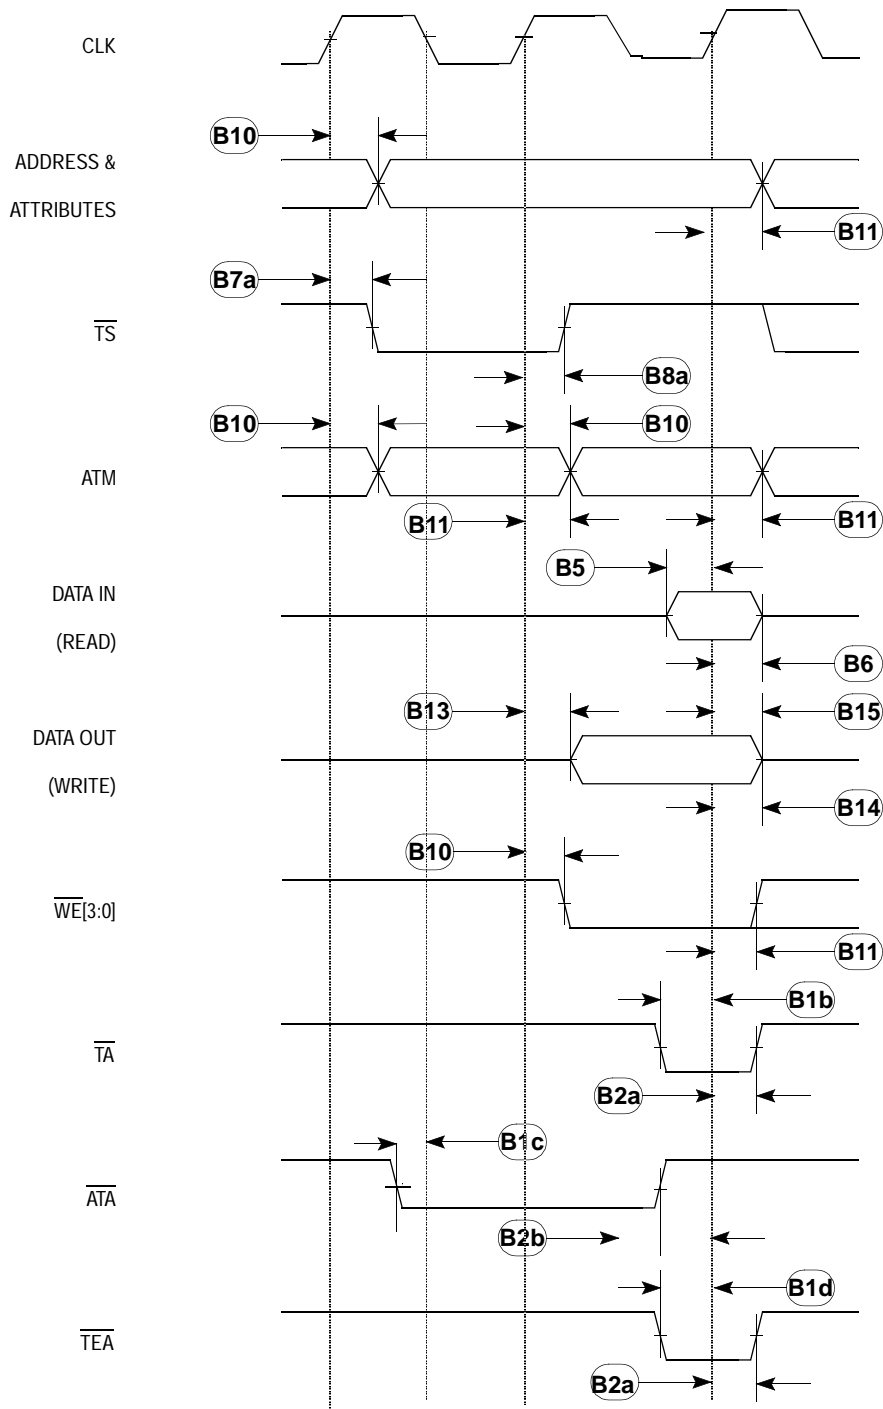 CLK
B10
ADDRESS &
ATTRIBUTES
B11
B7a
TS
B8a
B10
B10
ATM
B11
B11
B5
DATA IN
(READ)
B6
B13
B15
DATA OUT
(WRITE)
B14
B10
WE[3:0]
B11
B1b
TA
B2a
B1c
ATA
B2b
B1d
TEA
B2a